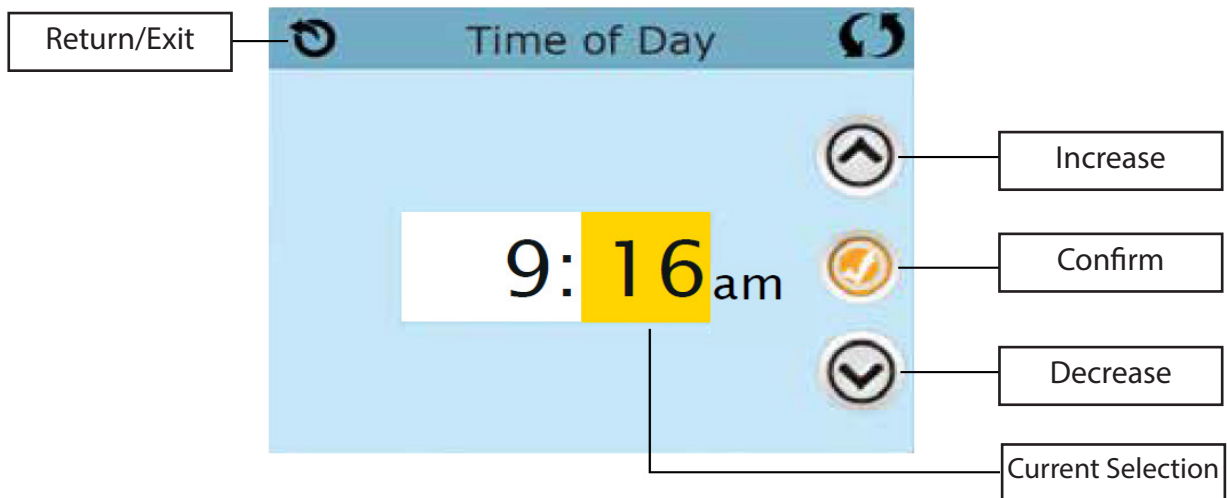 Return/Exit
Time of Day
Increase
9:16am
Confirm
Decrease
Current Selection